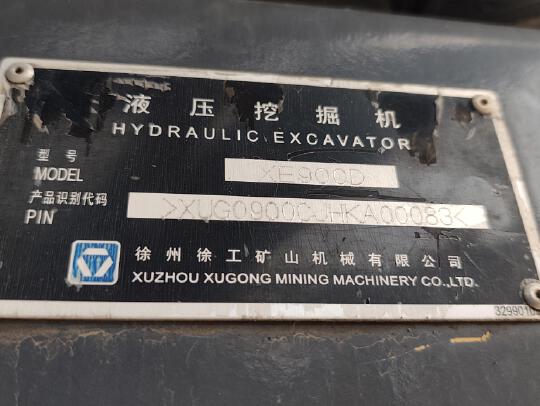 液压挖掘机
HYDRAULIC EXCAVATOR
型号
MODEL XE900D
产品识别代码
PIN >XUG0900CJHKA00083<
徐州徐工矿山机械有限公司
XUZHOU XUGONG MINING MACHINERY CO.,LTD.